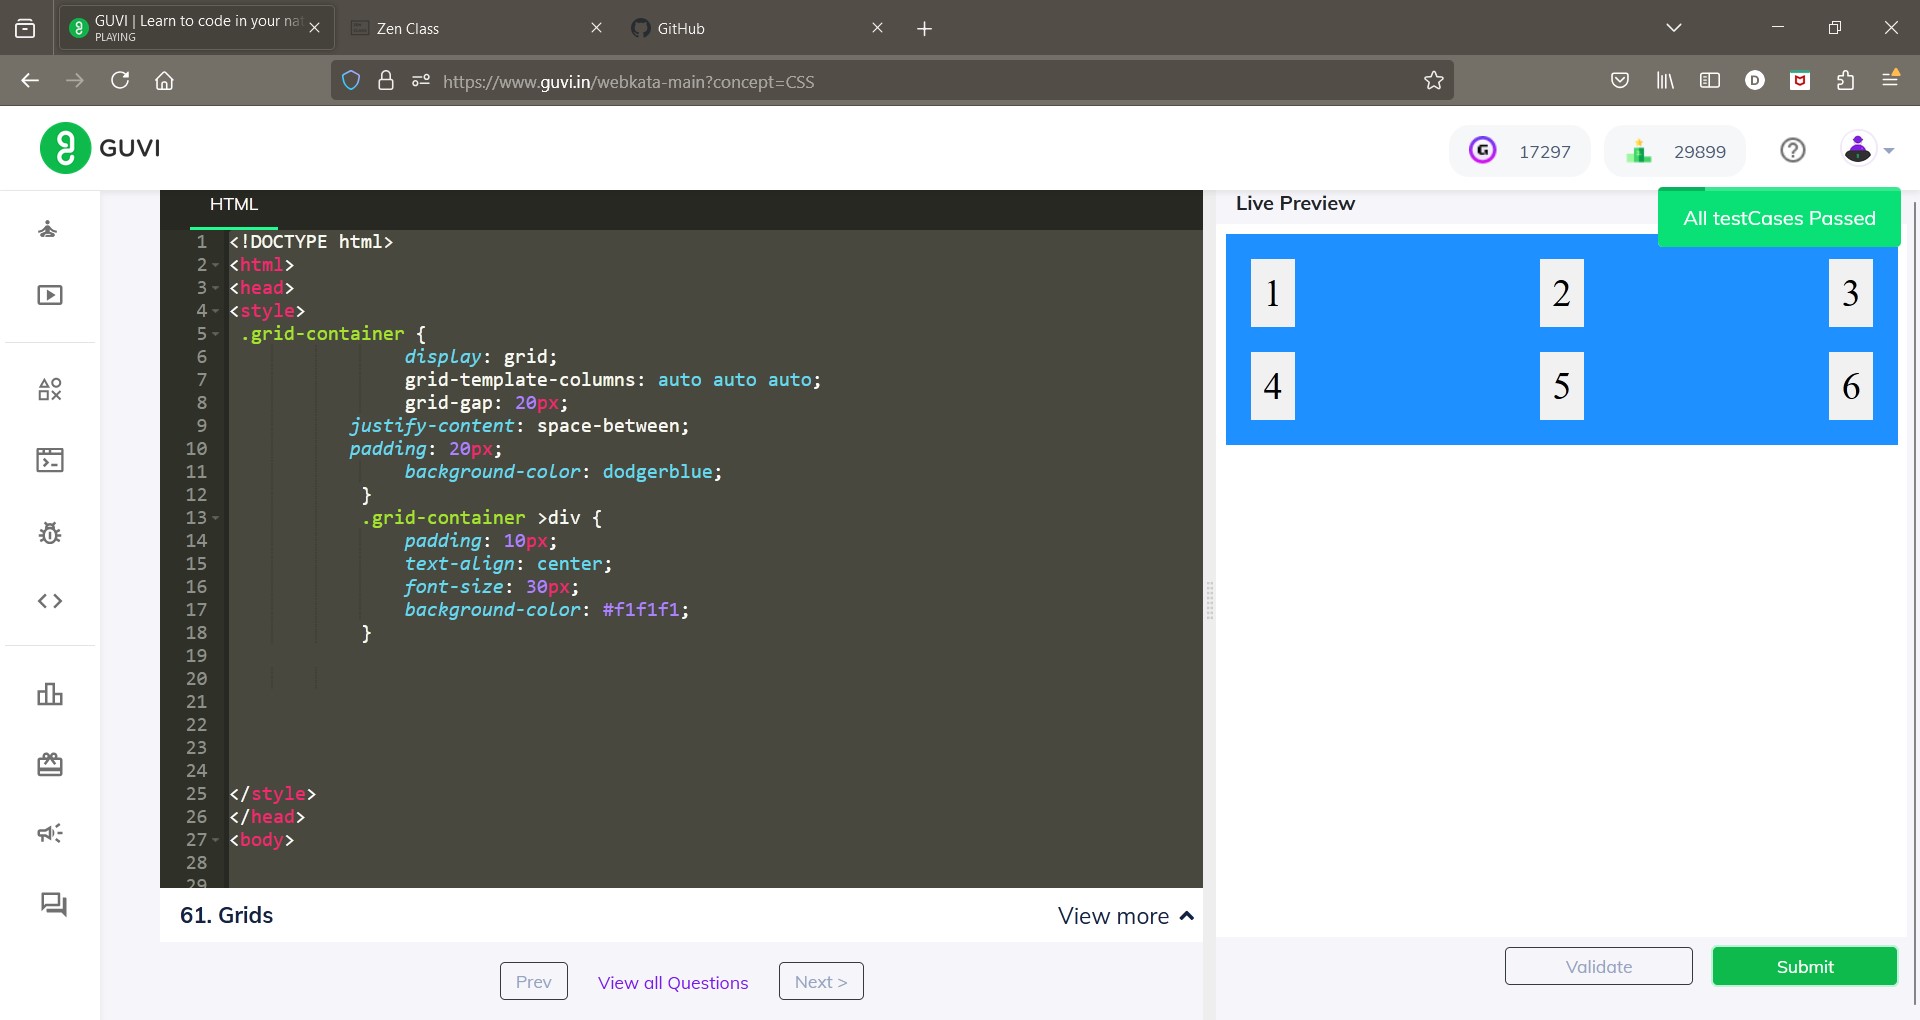 GUVI | Learn to code in your nat
PLAYING
Zen Class
GitHub
https://www.guvi.in/webkata-main?concept=CSS
D
GUVI
G 17297
29899
HTML
Live Preview
All testCases Passed
1 <!DOCTYPE html>
2 <html>
3 <head>
4 <style>
5 .grid-container {
6 display: grid;
7 grid-template-columns: auto auto auto;
8 grid-gap: 20px;
9 justify-content: space-between;
10 padding: 20px;
11 background-color: dodgerblue;
12 }
13 .grid-container >div {
14 padding: 10px;
15 text-align: center;
16 font-size: 30px;
17 background-color: #f1f1f1;
18 }
19
20
21
22
23
24
25 </style>
26 </head>
27 <body>
28
29
1 2 3
4 5 6
61. Grids
View more
Prev
View all Questions
Next >
Validate
Submit